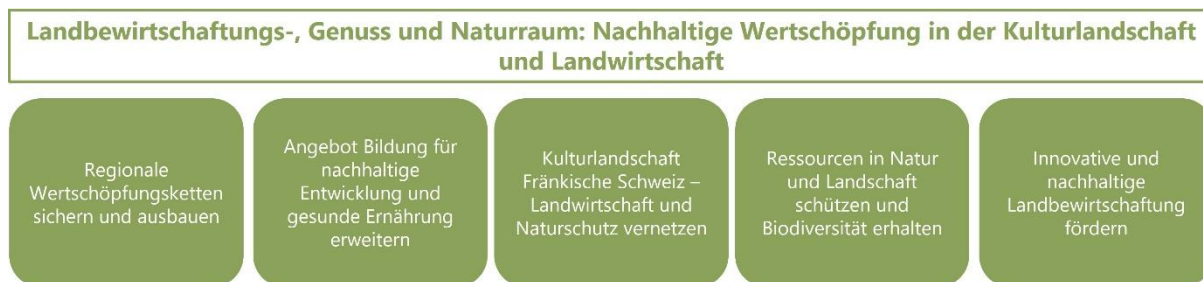 Landbewirtschaftungs-, Genuss und Naturraum: Nachhaltige Wertschöpfung in der Kulturlandschaft
und Landwirtschaft
Regionale
Wertschöpfungsketten
sichern und ausbauen
Angebot Bildung für
nachhaltige
Entwicklung und
gesunde Ernährung
erweitern
Kulturlandschaft
Fränkische Schweiz –
Landwirtschaft und
Naturschutz vernetzen
Ressourcen in Natur
und Landschaft
schützen und
Biodiversität erhalten
Innovative und
nachhaltige
Landbewirtschaftung
fördern